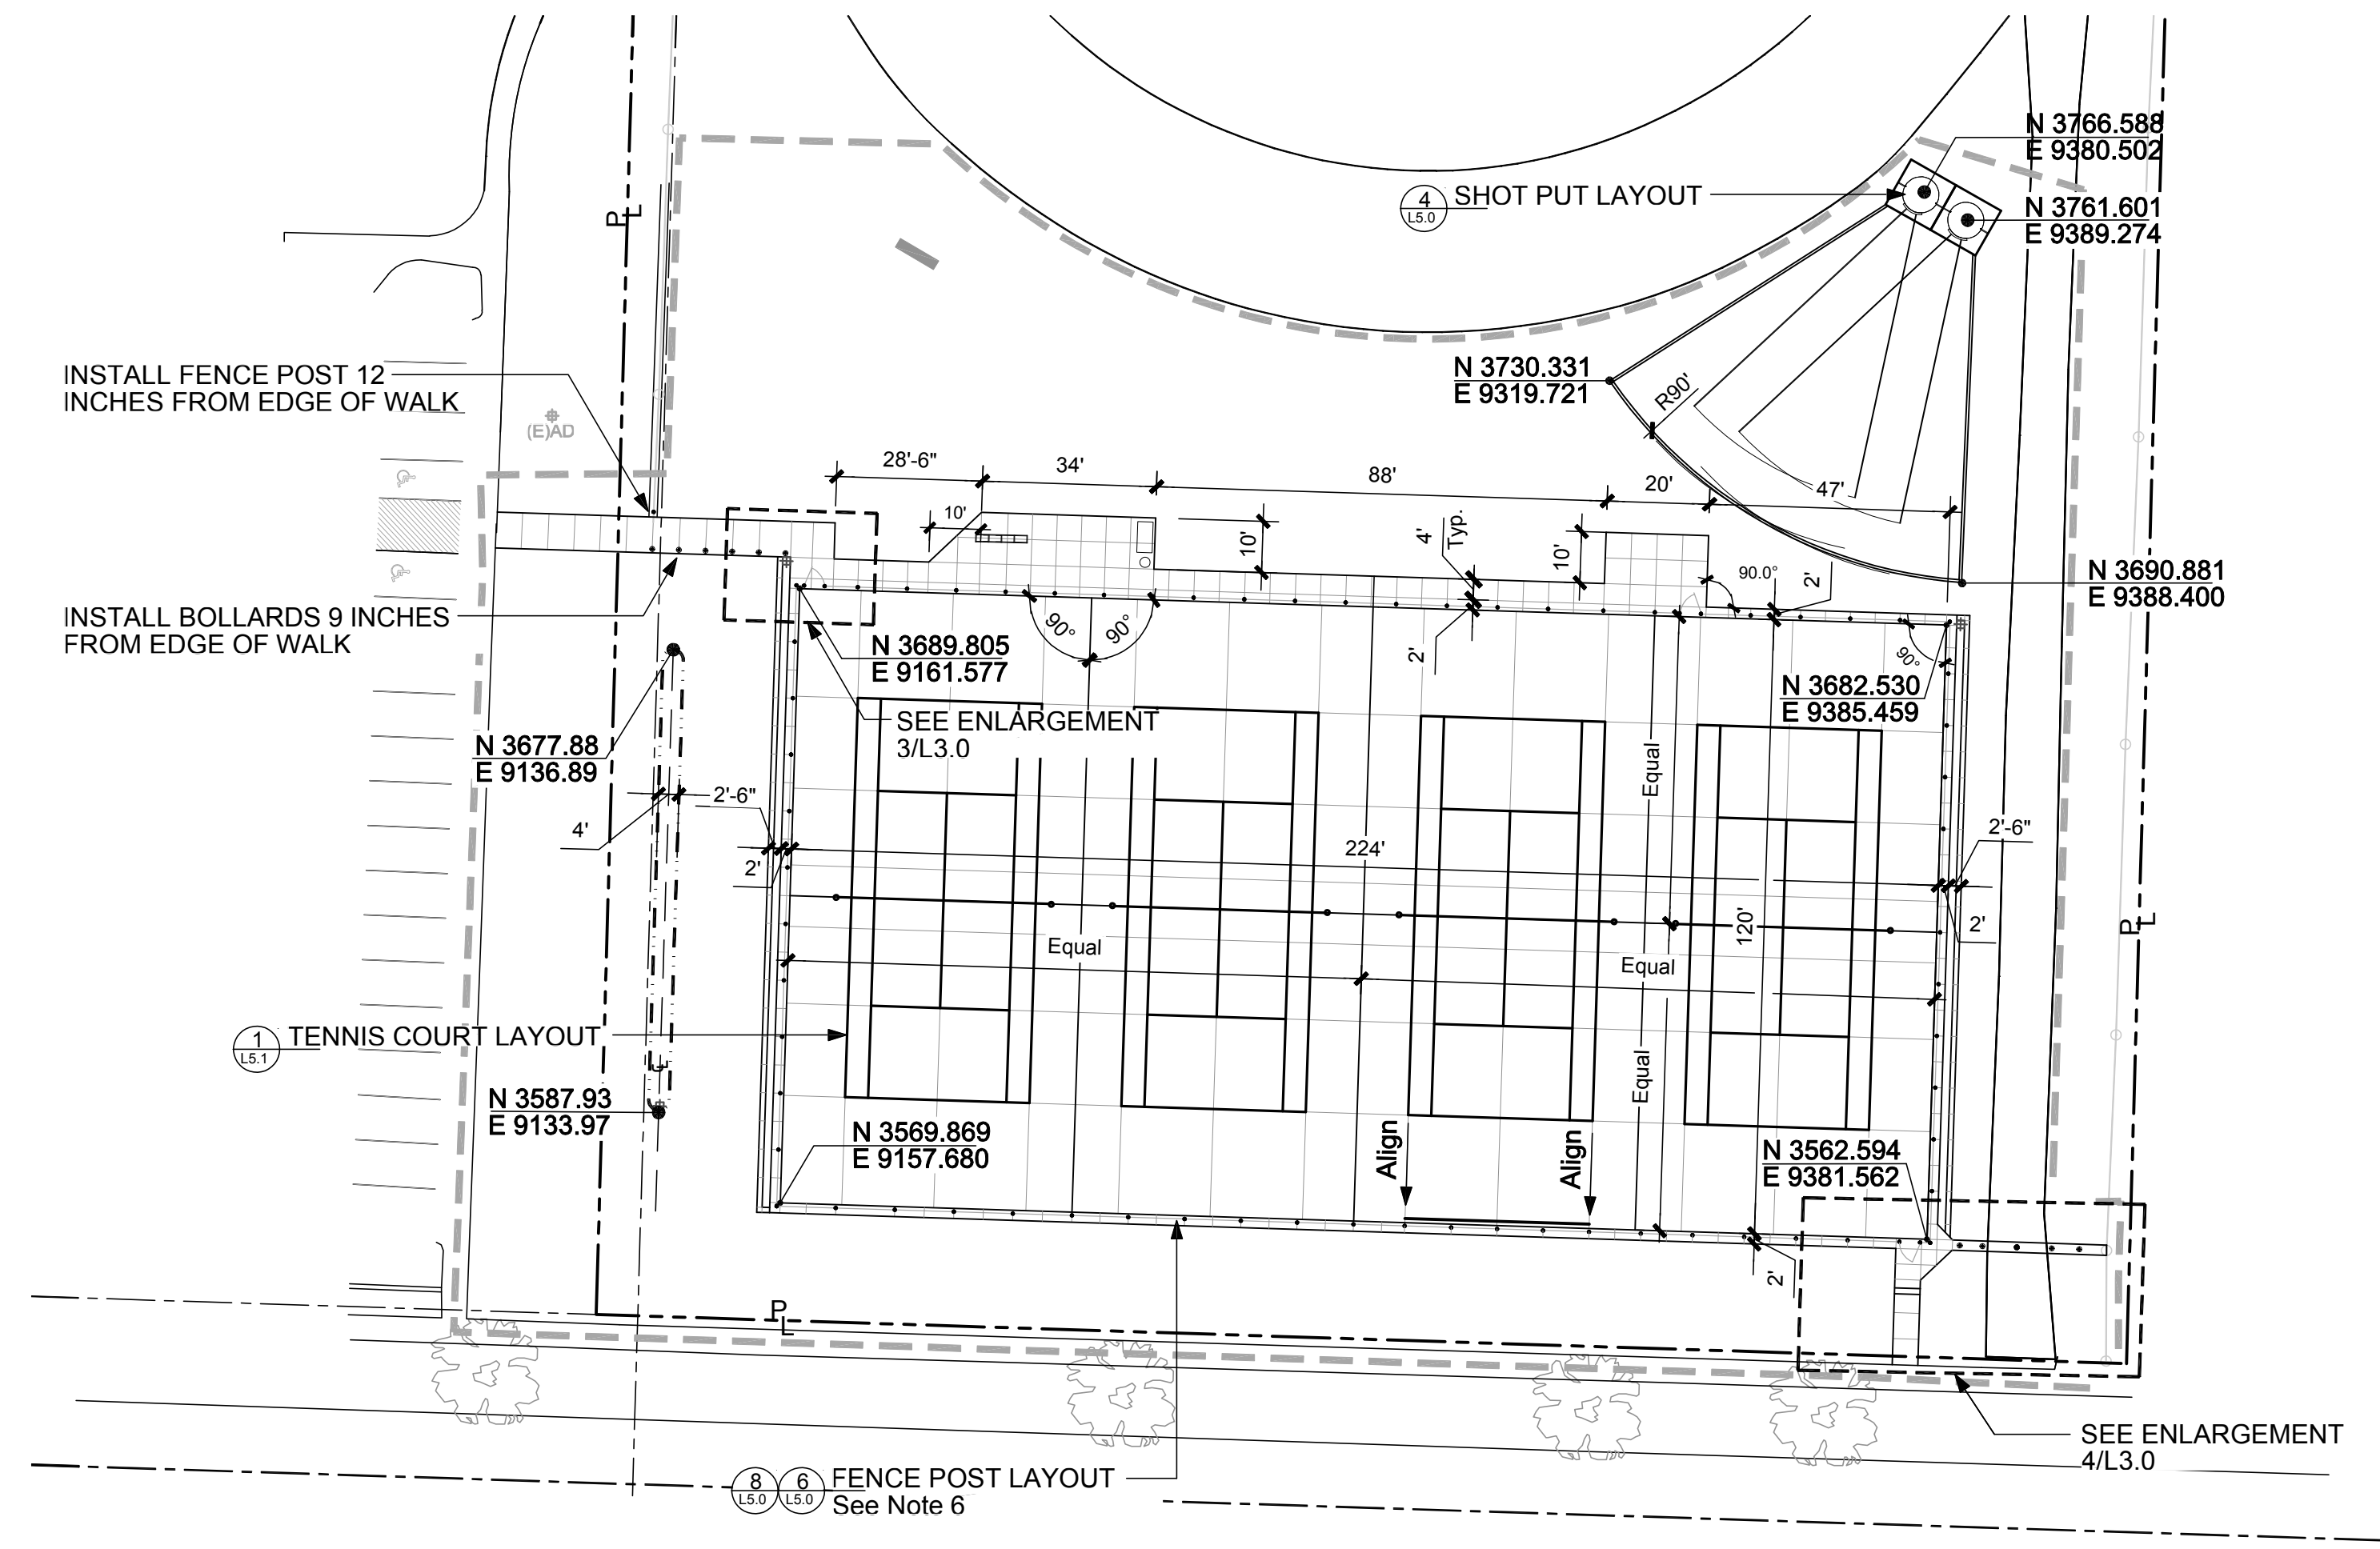 N 3766.588
E 9380.502
4
L5.0
SHOT PUT LAYOUT
N 3761.601
E 9389.274
P
L
INSTALL FENCE POST 12
INCHES FROM EDGE OF WALK
(E)AD
N 3730.331
E 9319.721
R90'
28'-6"
34'
88'
20'
47'
10'
10'
4'
Typ.
10'
90.0°
2'
N 3690.881
E 9388.400
INSTALL BOLLARDS 9 INCHES
FROM EDGE OF WALK
90°
90°
2'
90°
N 3689.805
E 9161.577
N 3682.530
E 9385.459
SEE ENLARGEMENT
3/L3.0
N 3677.88
E 9136.89
Equal
2'-6"
4'
2'
224'
2'-6"
2'
120'
P
L
Equal
Equal
1
L5.1
TENNIS COURT LAYOUT
Equal
N 3587.93
E 9133.97
N 3569.869
E 9157.680
Align
Align
N 3562.594
E 9381.562
2'
P
L
SEE ENLARGEMENT
4/L3.0
8
L5.0
6
L5.0
FENCE POST LAYOUT
See Note 6